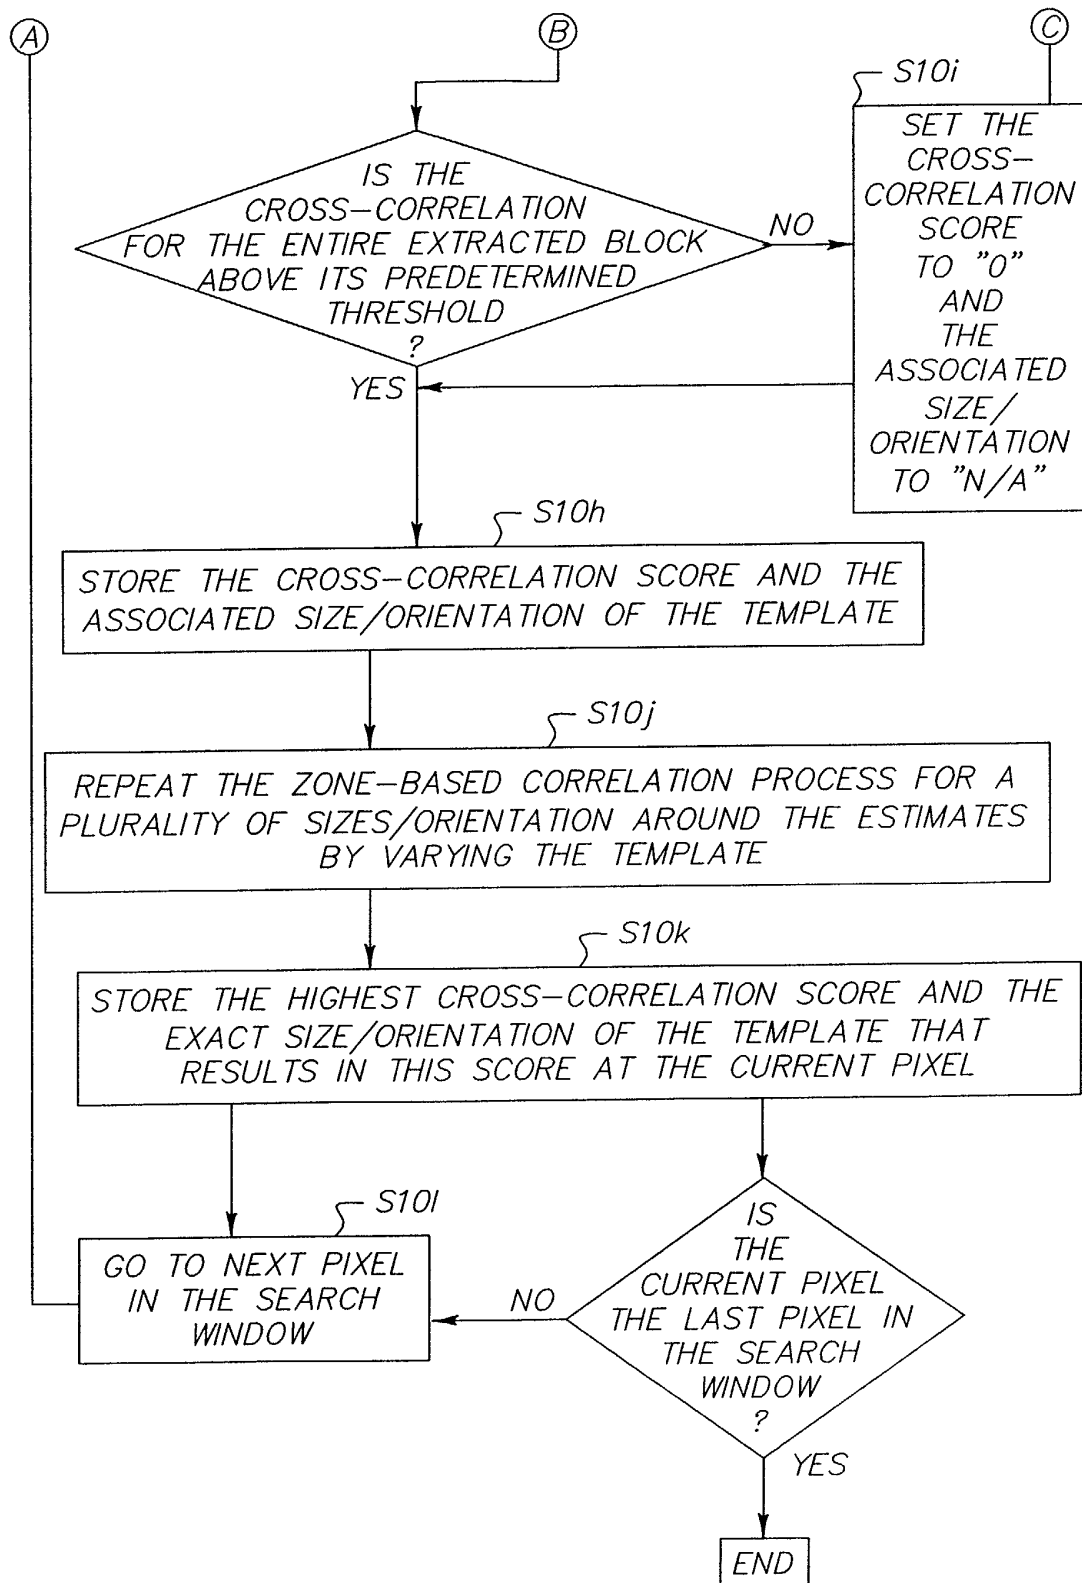 A
B
C
S10i
IS THE
CROSS-CORRELATION
FOR THE ENTIRE EXTRACTED BLOCK
ABOVE ITS PREDETERMINED
THRESHOLD
?
NO
YES
SET THE
CROSS-
CORRELATION
SCORE
TO "0"
AND
THE
ASSOCIATED
SIZE/
ORIENTATION
TO "N/A"
S10h
STORE THE CROSS-CORRELATION SCORE AND THE
ASSOCIATED SIZE/ORIENTATION OF THE TEMPLATE
S10j
REPEAT THE ZONE-BASED CORRELATION PROCESS FOR A
PLURALITY OF SIZES/ORIENTATION AROUND THE ESTIMATES
BY VARYING THE TEMPLATE
S10k
STORE THE HIGHEST CROSS-CORRELATION SCORE AND THE
EXACT SIZE/ORIENTATION OF THE TEMPLATE THAT
RESULTS IN THIS SCORE AT THE CURRENT PIXEL
S10l
GO TO NEXT PIXEL
IN THE SEARCH
WINDOW
NO
IS
THE
CURRENT PIXEL
THE LAST PIXEL IN
THE SEARCH
WINDOW
?
YES
END